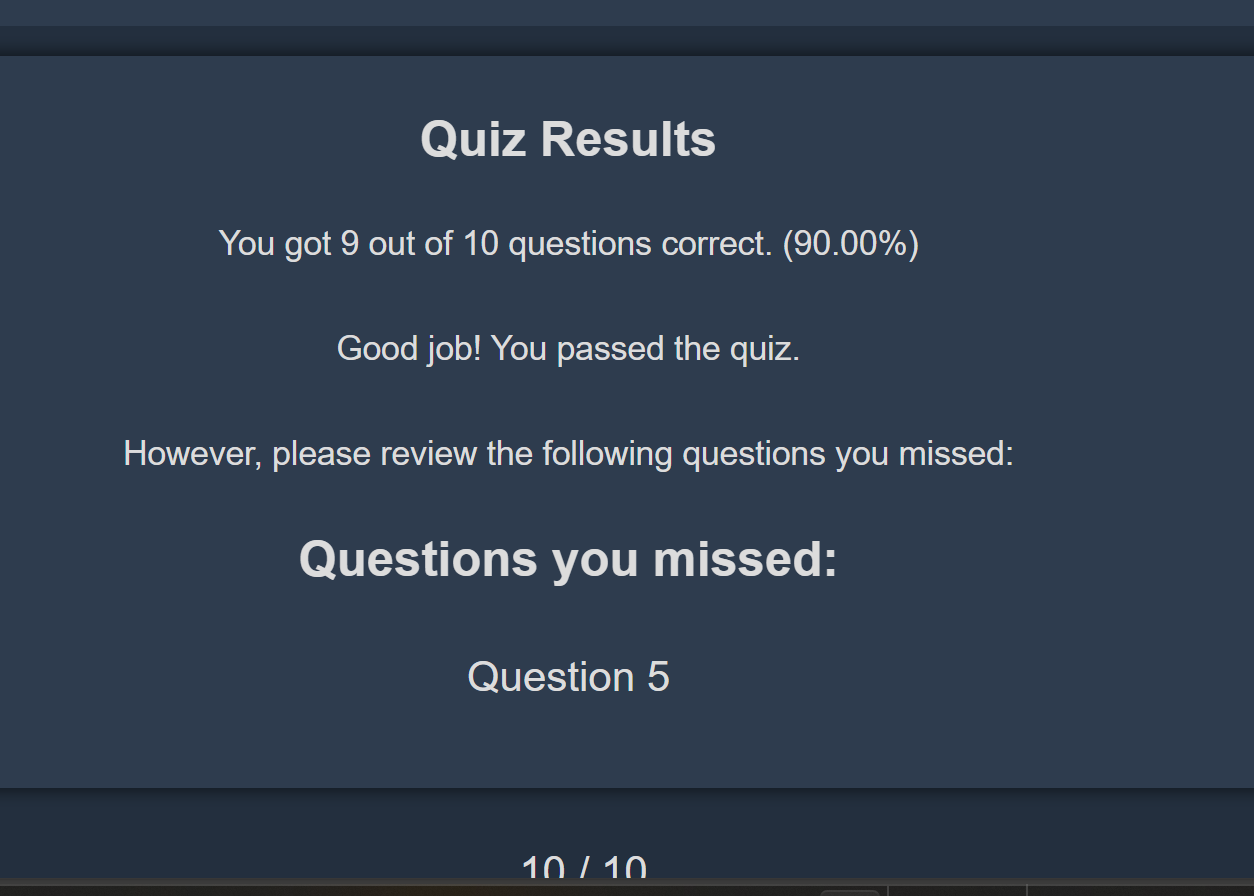 Quiz Results
You got 9 out of 10 questions correct. (90.00%)
Good job! You passed the quiz.
However, please review the following questions you missed:
Questions you missed:
Question 5
10 / 10